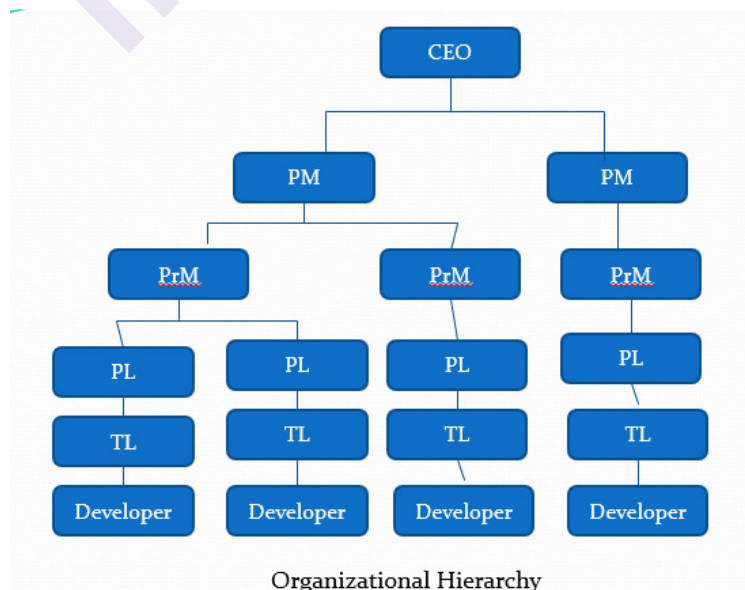 CEO
PM
PM
PrM
PrM
PrM
PL
PL
PL
PL
TL
TL
TL
TL
Developer
Developer
Developer
Developer
Organizational Hierarchy